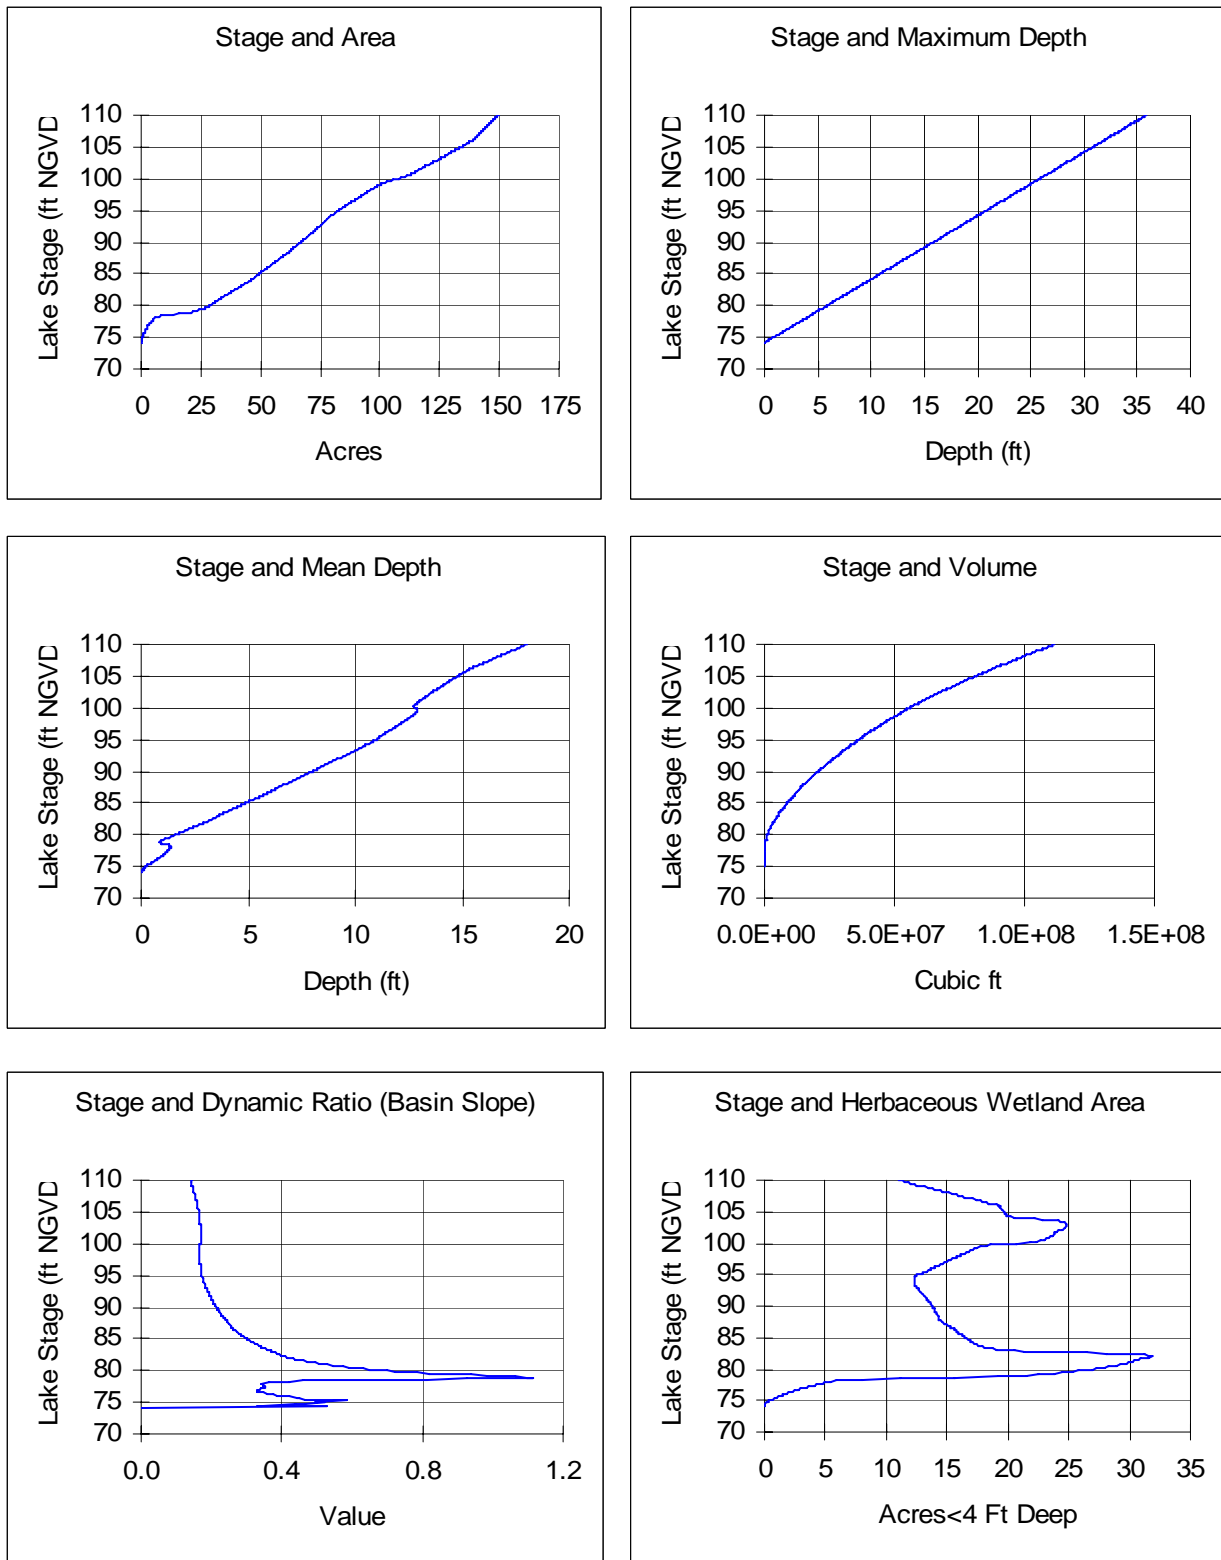 Stage and Area
Lake Stage (ft NGVD
110
105
100
95
90
85
80
75
70
0 25 50 75 100 125 150 175
Acres
Stage and Maximum Depth
Lake Stage (ft NGVD
110
105
100
95
90
85
80
75
70
0 5 10 15 20 25 30 35 40
Depth (ft)
Stage and Mean Depth
Lake Stage (ft NGVD
110
105
100
95
90
85
80
75
70
0 5 10 15 20
Depth (ft)
Stage and Volume
Lake Stage (ft NGVD
110
105
100
95
90
85
80
75
70
0.0E+00 5.0E+07 1.0E+08 1.5E+08
Cubic ft
Stage and Dynamic Ratio (Basin Slope)
Lake Stage (ft NGVD
110
105
100
95
90
85
80
75
70
0.0 0.4 0.8 1.2
Value
Stage and Herbaceous Wetland Area
Lake Stage (ft NGVD
110
105
100
95
90
85
80
75
70
0 5 10 15 20 25 30 35
Acres<4 Ft Deep